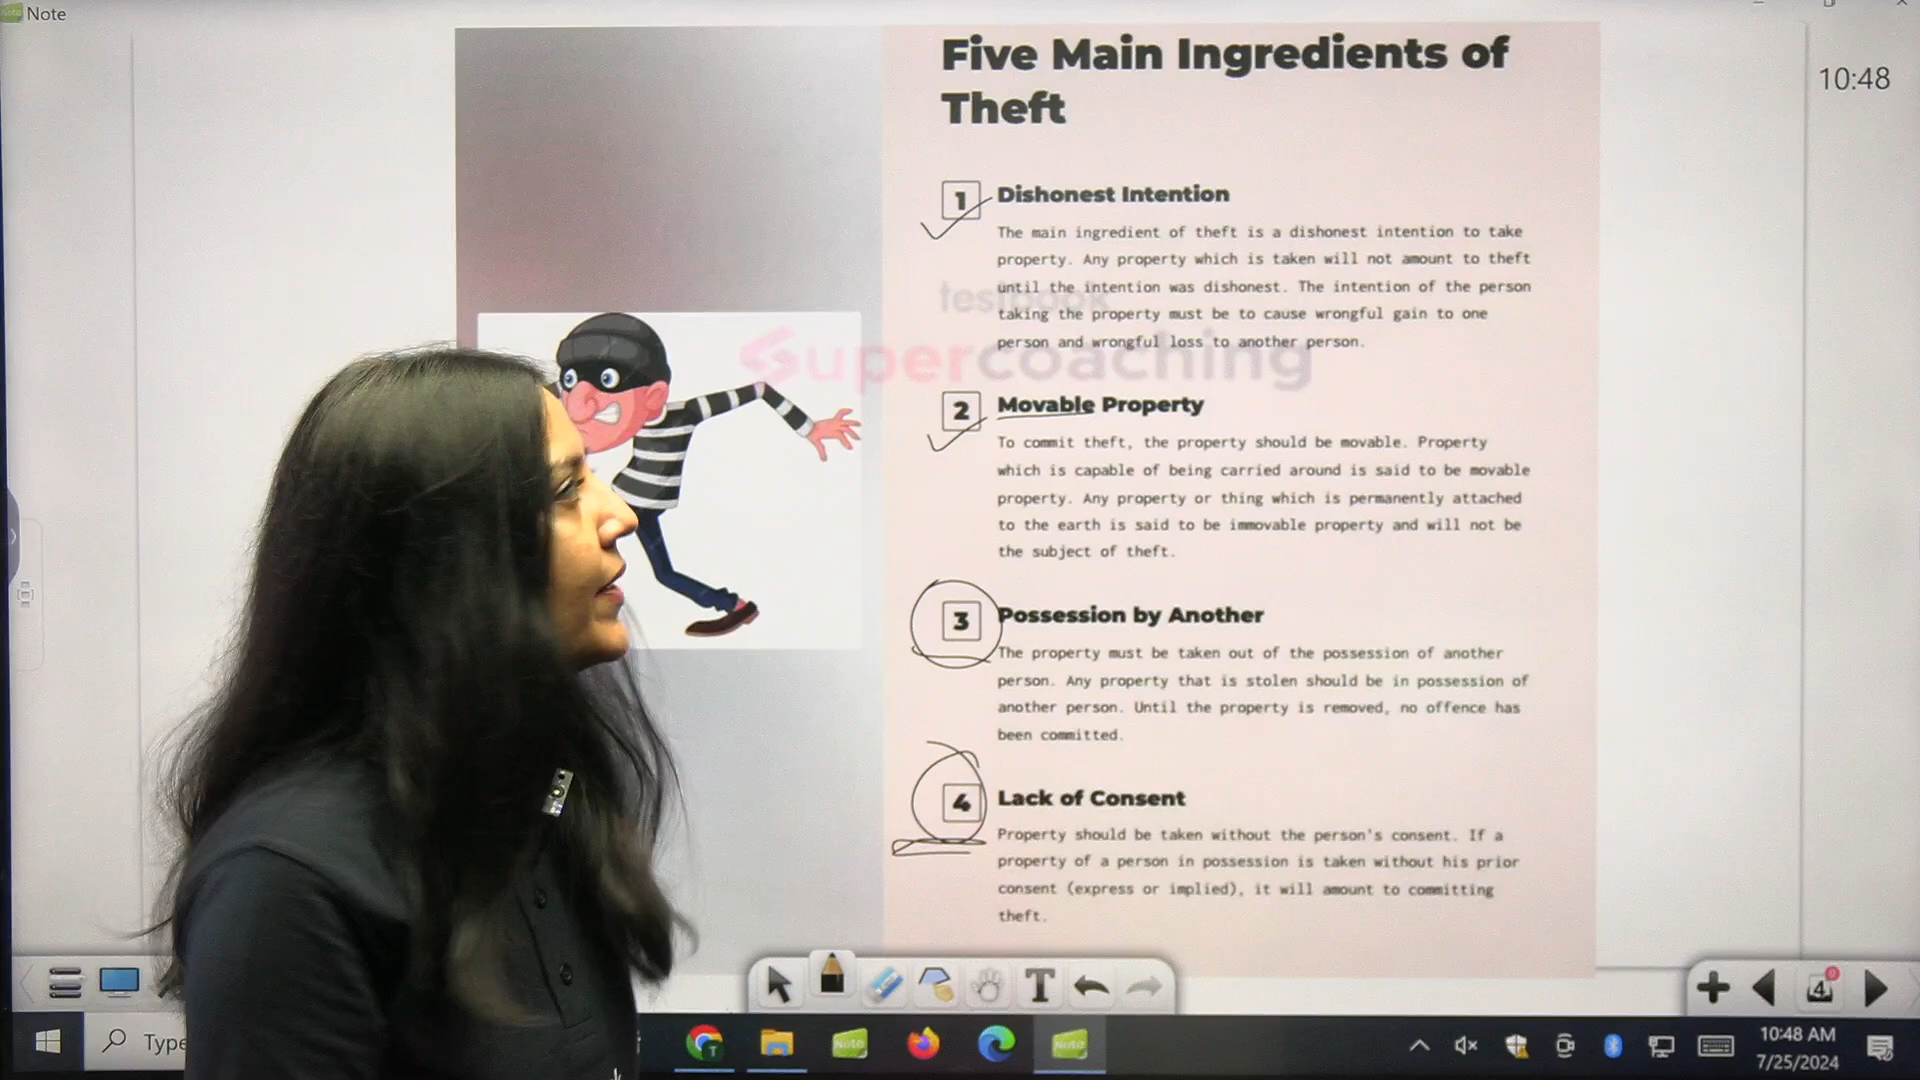 Note
10:48
Five Main Ingredients of
Theft
1 Dishonest Intention
The main ingredient of theft is a dishonest intention to take
property. Any property which is taken will not amount to theft
until the intention was dishonest. The intention of the person
taking the property must be to cause wrongful gain to one
person and wrongful loss to another person.
testbook
Supercoaching
2 Movable Property
To commit theft, the property should be movable. Property
which is capable of being carried around is said to be movable
property. Any property or thing which is permanently attached
to the earth is said to be immovable property and will not be
the subject of theft.
3 Possession by Another
The property must be taken out of the possession of another
person. Any property that is stolen should be in possession of
another person. Until the property is removed, no offence has
been committed.
4 Lack of Consent
Property should be taken without the person's consent. If a
property of a person in possession is taken without his prior
consent (express or implied), it will amount to committing
theft.
T
4
0
Type
T
Note
Note
10:48 AM
7/25/2024